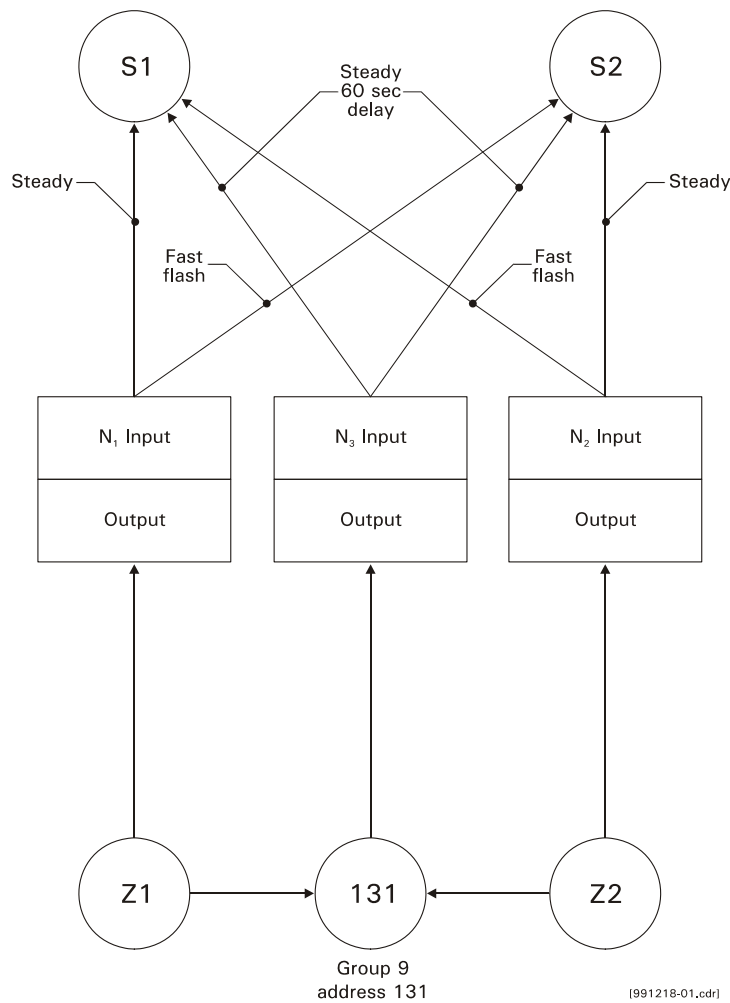 S1
S2
Steady
60 sec
delay
Steady
Steady
Fast
flash
Fast
flash
N₁ Input
N₃ Input
N₂ Input
Output
Output
Output
Z1
131
Z2
Group 9
address 131
[991218-01.cdr]